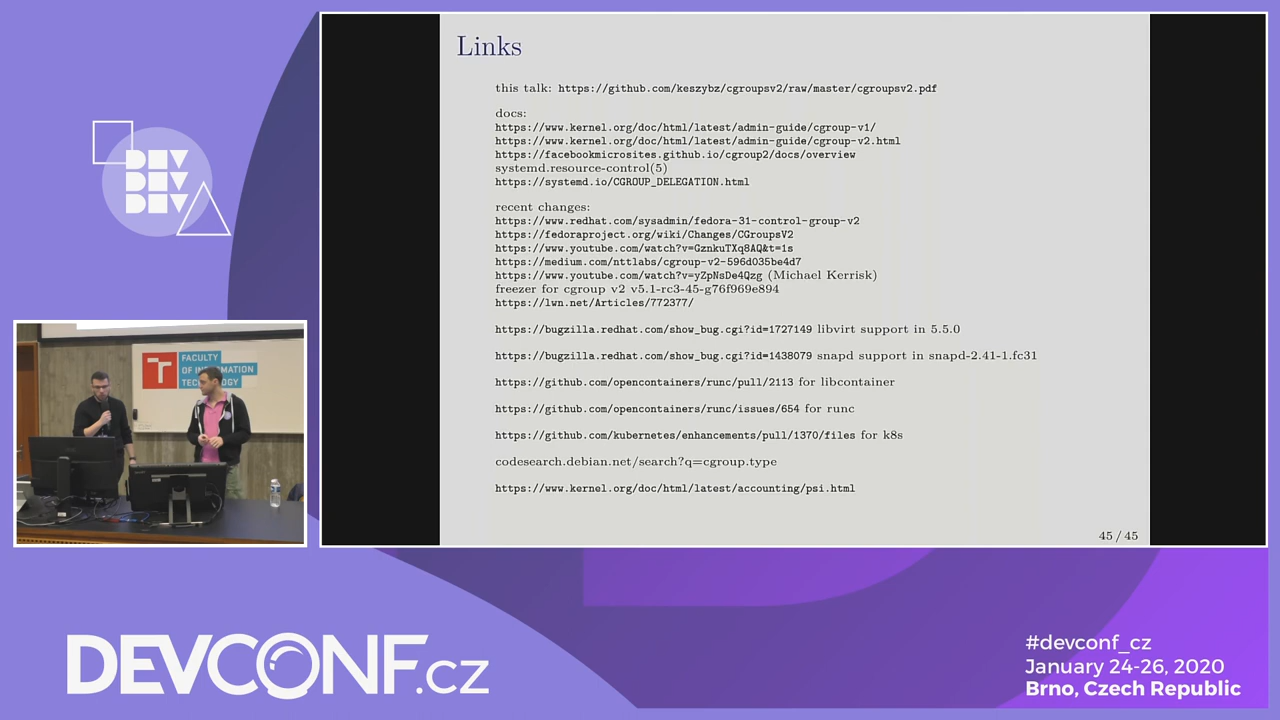 Links
this talk: https://github.com/keszybz/cgroupsv2/raw/master/cgroupsv2.pdf
docs:
https://www.kernel.org/doc/html/latest/admin-guide/cgroup-v1/
https://www.kernel.org/doc/html/latest/admin-guide/cgroup-v2.html
https://facebookmicrosites.github.io/cgroup2/docs/overview
systemd.resource-control(5)
https://systemd.io/CGROUP_DELEGATION.html
recent changes:
https://www.redhat.com/sysadmin/fedora-31-control-group-v2
https://fedoraproject.org/wiki/Changes/CGroupsV2
https://www.youtube.com/watch?v=GznkuTXq8AQ&t=1s
https://medium.com/nttlabs/cgroup-v2-596d035be4d7
https://www.youtube.com/watch?v=yZpNsDe4Qzg (Michael Kerrisk)
freezer for cgroup v2 v5.1-rc3-45-g76f969e894
https://lwn.net/Articles/772377/
https://bugzilla.redhat.com/show_bug.cgi?id=1727149 libvirt support in 5.5.0
https://bugzilla.redhat.com/show_bug.cgi?id=1438079 snapd support in snapd-2.41-1.fc31
https://github.com/opencontainers/runc/pull/2113 for libcontainer
https://github.com/opencontainers/runc/issues/654 for runc
https://github.com/kubernetes/enhancements/pull/1370/files for k8s
codesearch.debian.net/search?q=cgroup.type
https://www.kernel.org/doc/html/latest/accounting/psi.html
45 / 45
DEV
DEV
DEV
FACULTY
OF INFORMATION
TECHNOLOGY
DEVCONF.cz
#devconf_cz
January 24-26, 2020
Brno, Czech Republic